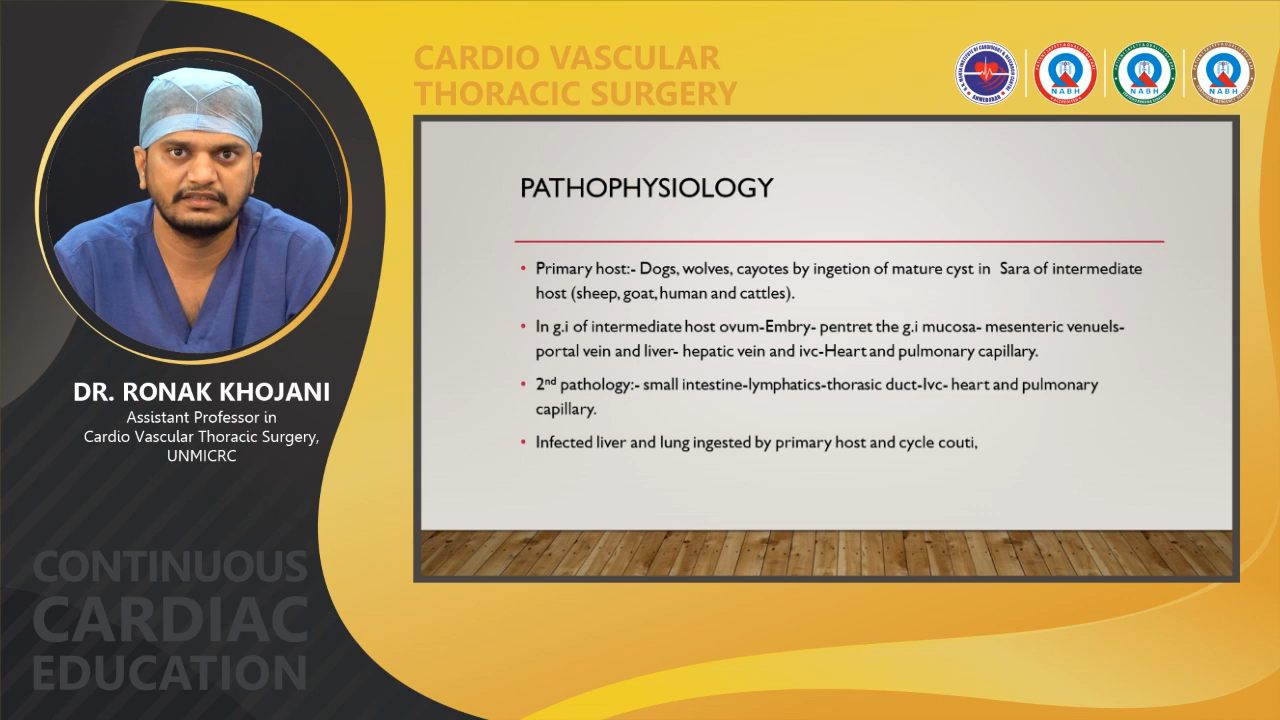 CARDIO VASCULAR
THORACIC SURGERY
NABH
NABH
NABH
PATHOPHYSIOLOGY
• Primary host:- Dogs, wolves, cayotes by ingetion of mature cyst in Sara of intermediate
host (sheep, goat, human and cattles).
• In g.i of intermediate host ovum-Embry- pentret the g.i mucosa- mesenteric venuels-
portal vein and liver- hepatic vein and ivc-Heart and pulmonary capillary.
• 2nd pathology:- small intestine-lymphatics-thorasic duct-Ivc- heart and pulmonary
capillary.
• Infected liver and lung ingested by primary host and cycle couti,
DR. RONAK KHOJANI
Assistant Professor in
Cardio Vascular Thoracic Surgery,
UNMICRC
CONTINUOUS
CARDIAC
EDUCATION